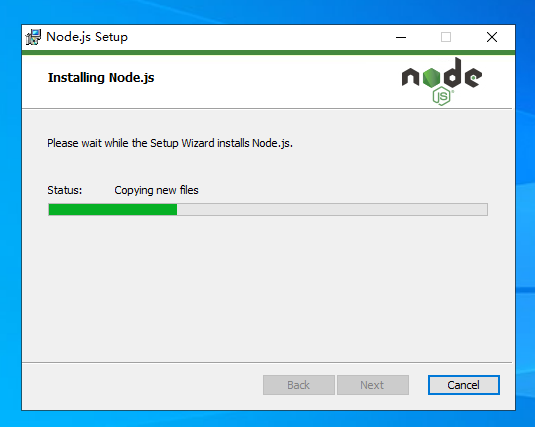 Node.js Setup
Installing Node.js
node
JS
Please wait while the Setup Wizard installs Node.js.
Status: Copying new files
Back Next Cancel